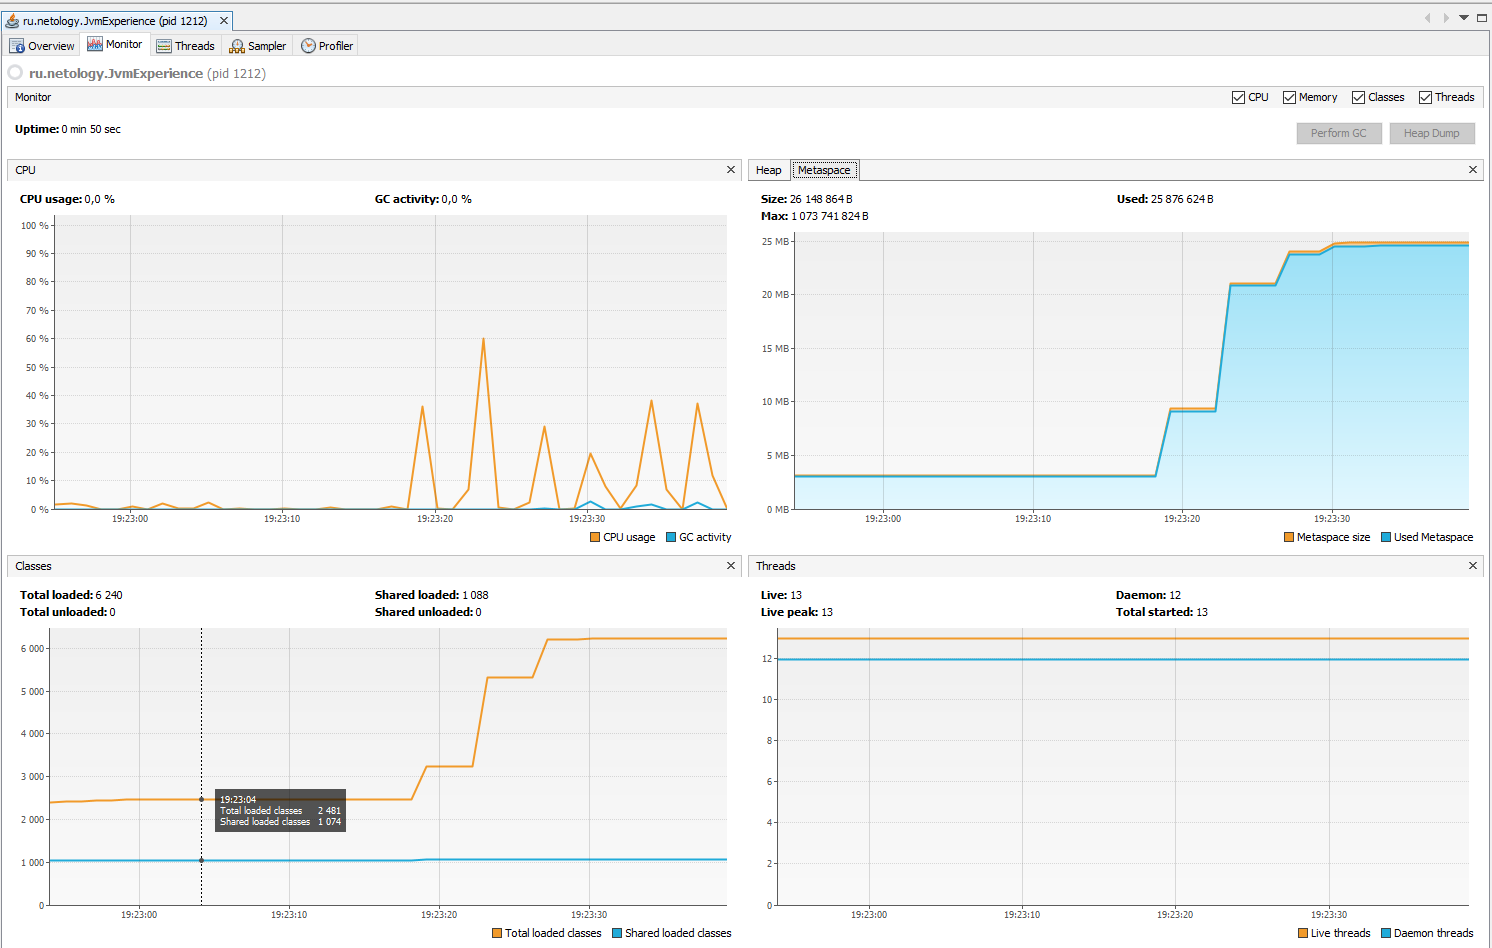 ru.netology.JvmExperience (pid 1212)
Overview Monitor Threads Sampler Profiler
ru.netology.JvmExperience (pid 1212)
Monitor CPU Memory Classes Threads
Uptime: 0 min 50 sec
Perform GC Heap Dump
CPU
CPU usage: 0,0 % GC activity: 0,0 %
100 %
90 %
80 %
70 %
60 %
50 %
40 %
30 %
20 %
10 %
0 %
19:23:00 19:23:10 19:23:20 19:23:30
CPU usage GC activity
Heap Metaspace
Size: 26 148 864 B Used: 25 876 624 B
Max: 1 073 741 824 B
25 MB
20 MB
15 MB
10 MB
5 MB
0 MB
19:23:00 19:23:10 19:23:20 19:23:30
Metaspace size Used Metaspace
Classes
Total loaded: 6 240 Shared loaded: 1 088
Total unloaded: 0 Shared unloaded: 0
6 000
5 000
4 000
3 000
2 000
1 000
0
19:23:04
Total loaded classes 2 481
Shared loaded classes 1 074
19:23:00 19:23:10 19:23:20 19:23:30
Total loaded classes Shared loaded classes
Threads
Live: 13 Daemon: 12
Live peak: 13 Total started: 13
12
10
8
6
4
2
0
19:23:00 19:23:10 19:23:20 19:23:30
Live threads Daemon threads